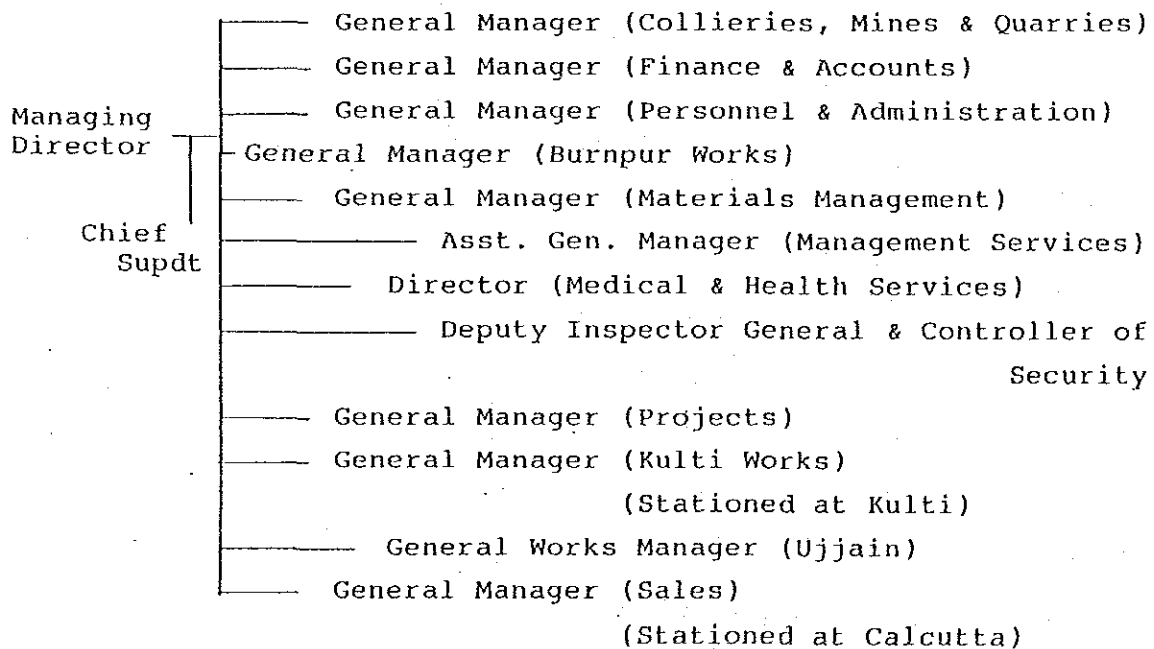 General Manager (Collieries, Mines & Quarries)
General Manager (Finance & Accounts)
General Manager (Personnel & Administration)
Managing
Director
General Manager (Burnpur Works)
General Manager (Materials Management)
Chief
Supdt
Asst. Gen. Manager (Management Services)
Director (Medical & Health Services)
Deputy Inspector General & Controller of
Security
General Manager (Projects)
General Manager (Kulti Works)
(Stationed at Kulti)
General Works Manager (Ujjain)
General Manager (Sales)
(Stationed at Calcutta)